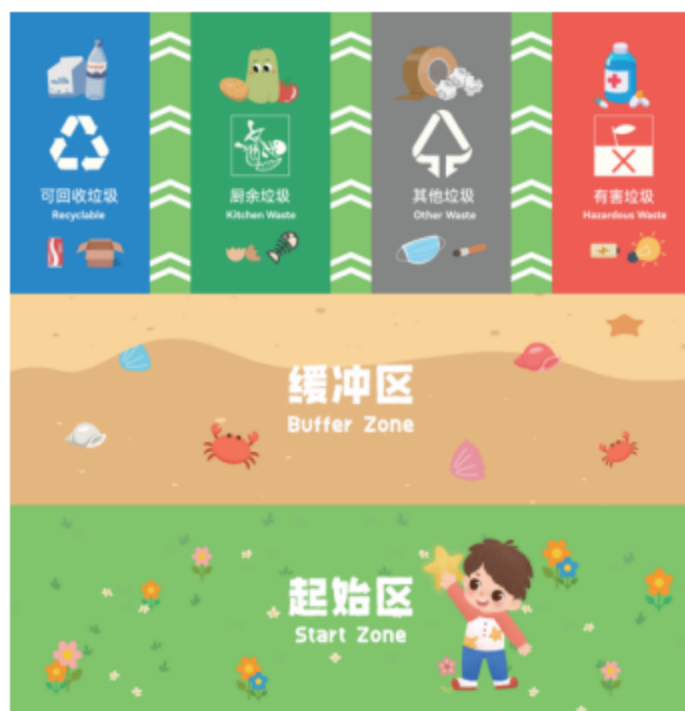 可回收垃圾
Recyclable
厨余垃圾
Kitchen Waste
其他垃圾
Other Waste
有害垃圾
Hazardous Waste
缓冲区
Buffer Zone
起始区
Start Zone